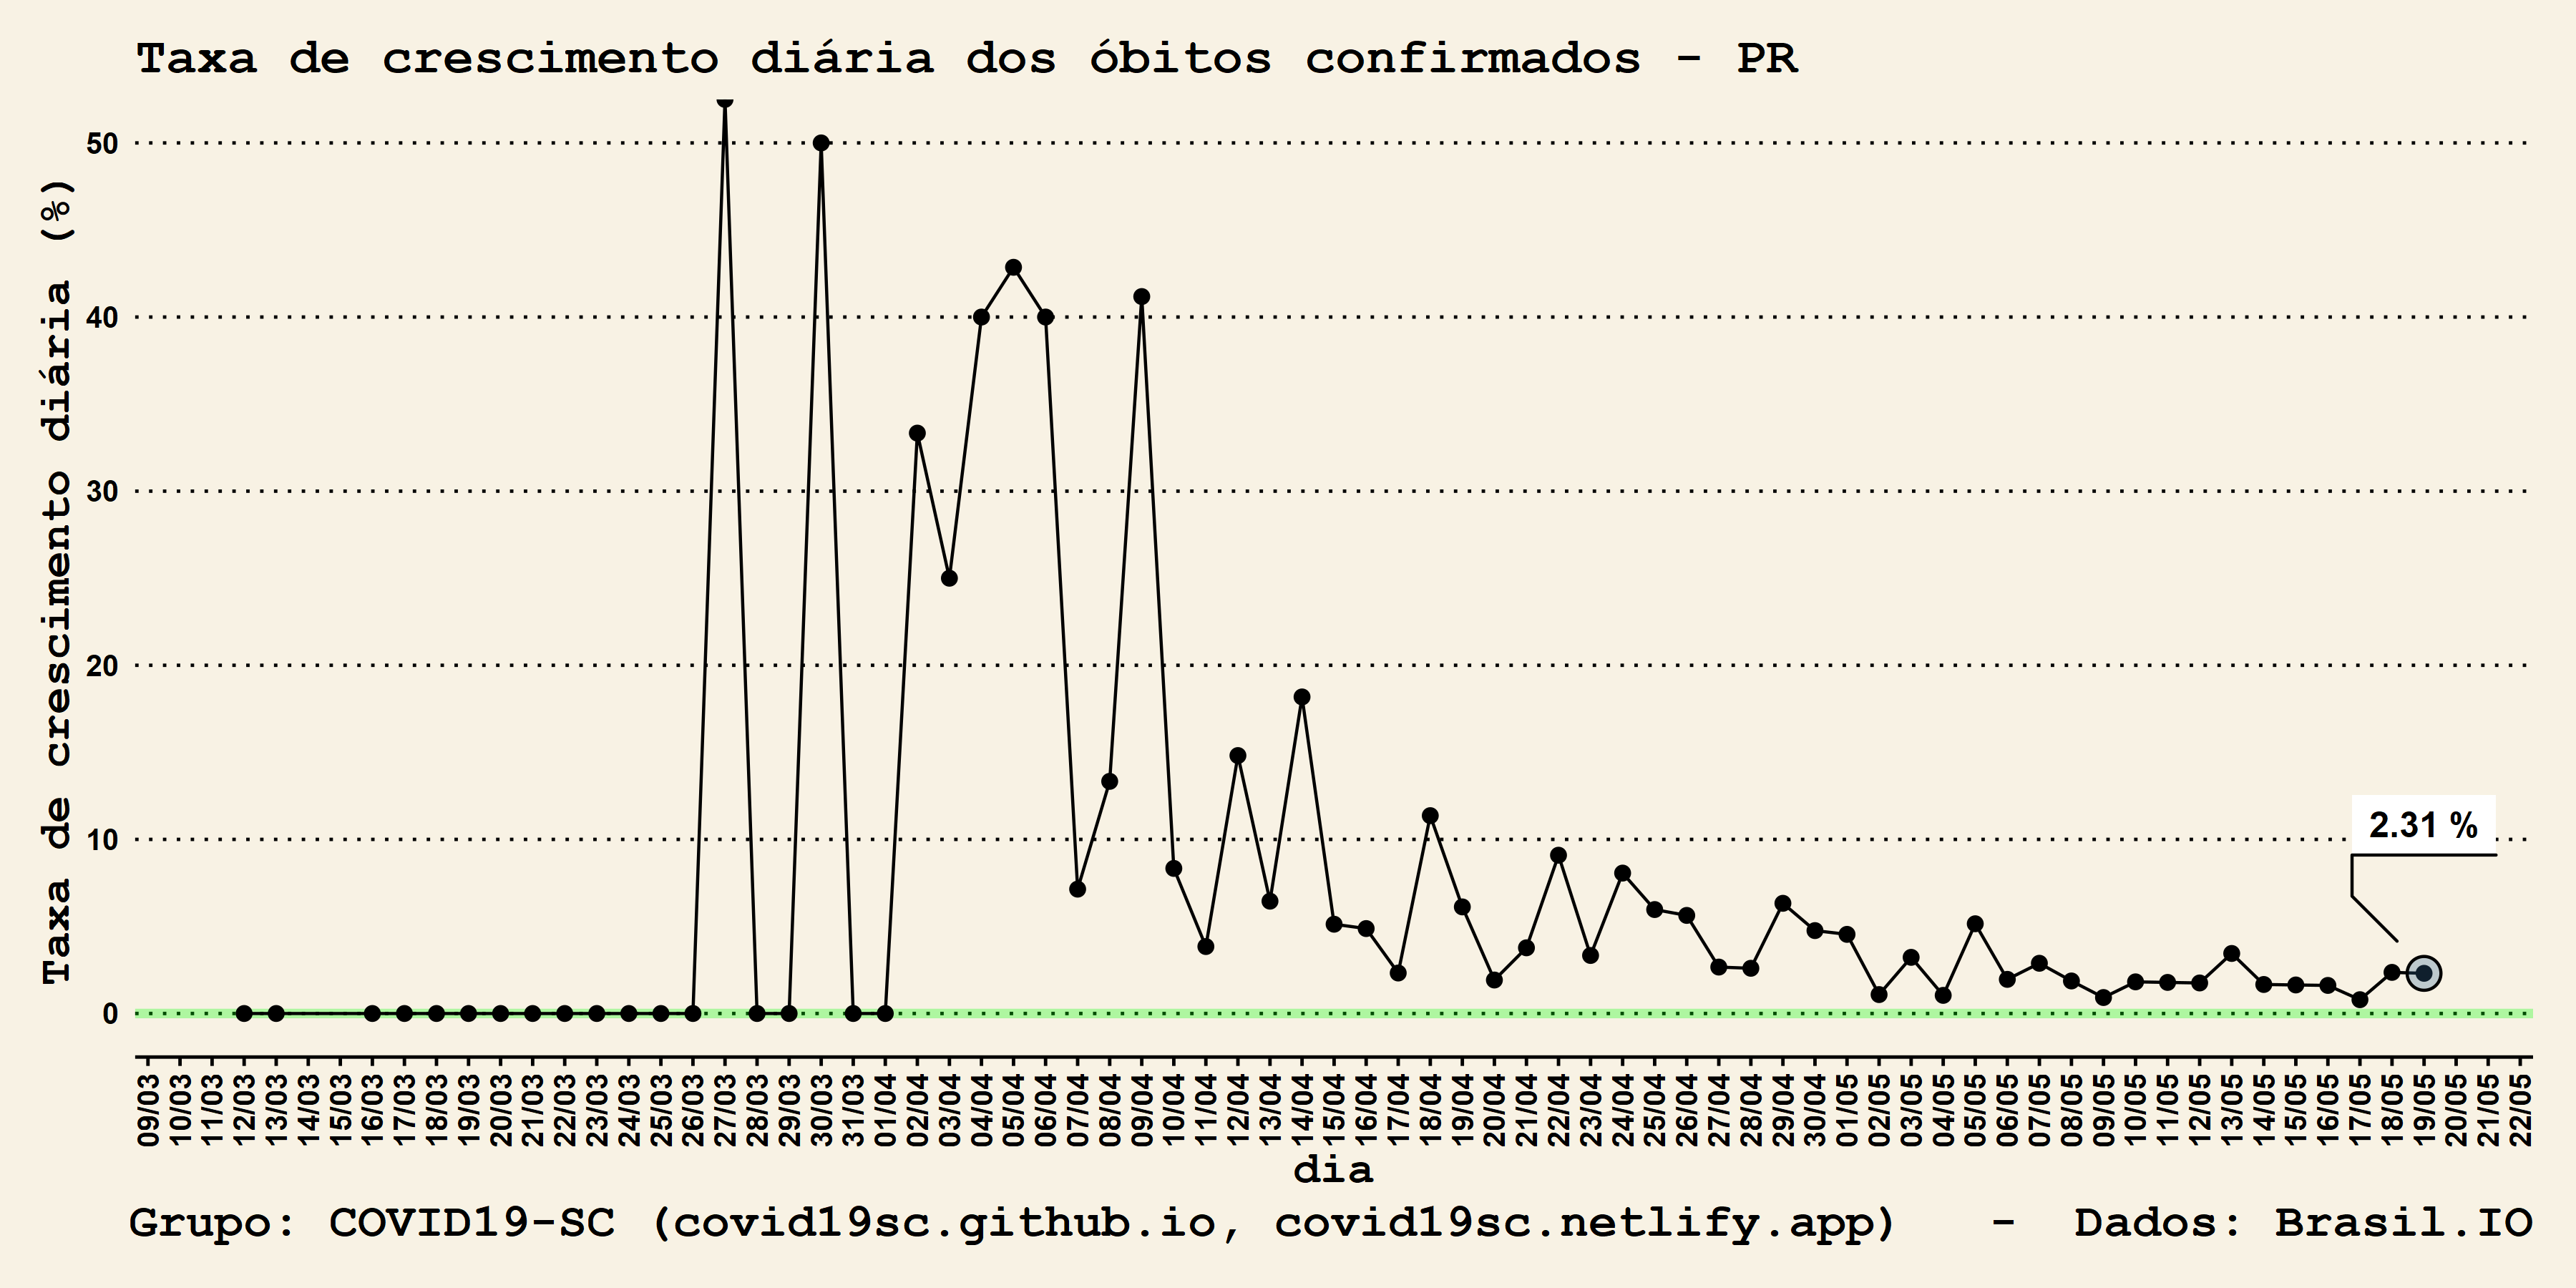 Taxa de crescimento diária dos óbitos confirmados - PR
Taxa de crescimento diária (%)
50
40
30
20
10
0
2.31 %
09/03 10/03 11/03 12/03 13/03 14/03 15/03 16/03 17/03 18/03 19/03 20/03 21/03 22/03 23/03 24/03 25/03 26/03 27/03 28/03 29/03 30/03 31/03 01/04 02/04 03/04 04/04 05/04 06/04 07/04 08/04 09/04 10/04 11/04 12/04 13/04 14/04 15/04 16/04 17/04 18/04 19/04 20/04 21/04 22/04 23/04 24/04 25/04 26/04 27/04 28/04 29/04 30/04 01/05 02/05 03/05 04/05 05/05 06/05 07/05 08/05 09/05 10/05 11/05 12/05 13/05 14/05 15/05 16/05 17/05 18/05 19/05 20/05 21/05 22/05
dia
Grupo: COVID19-SC (covid19sc.github.io, covid19sc.netlify.app) - Dados: Brasil.IO